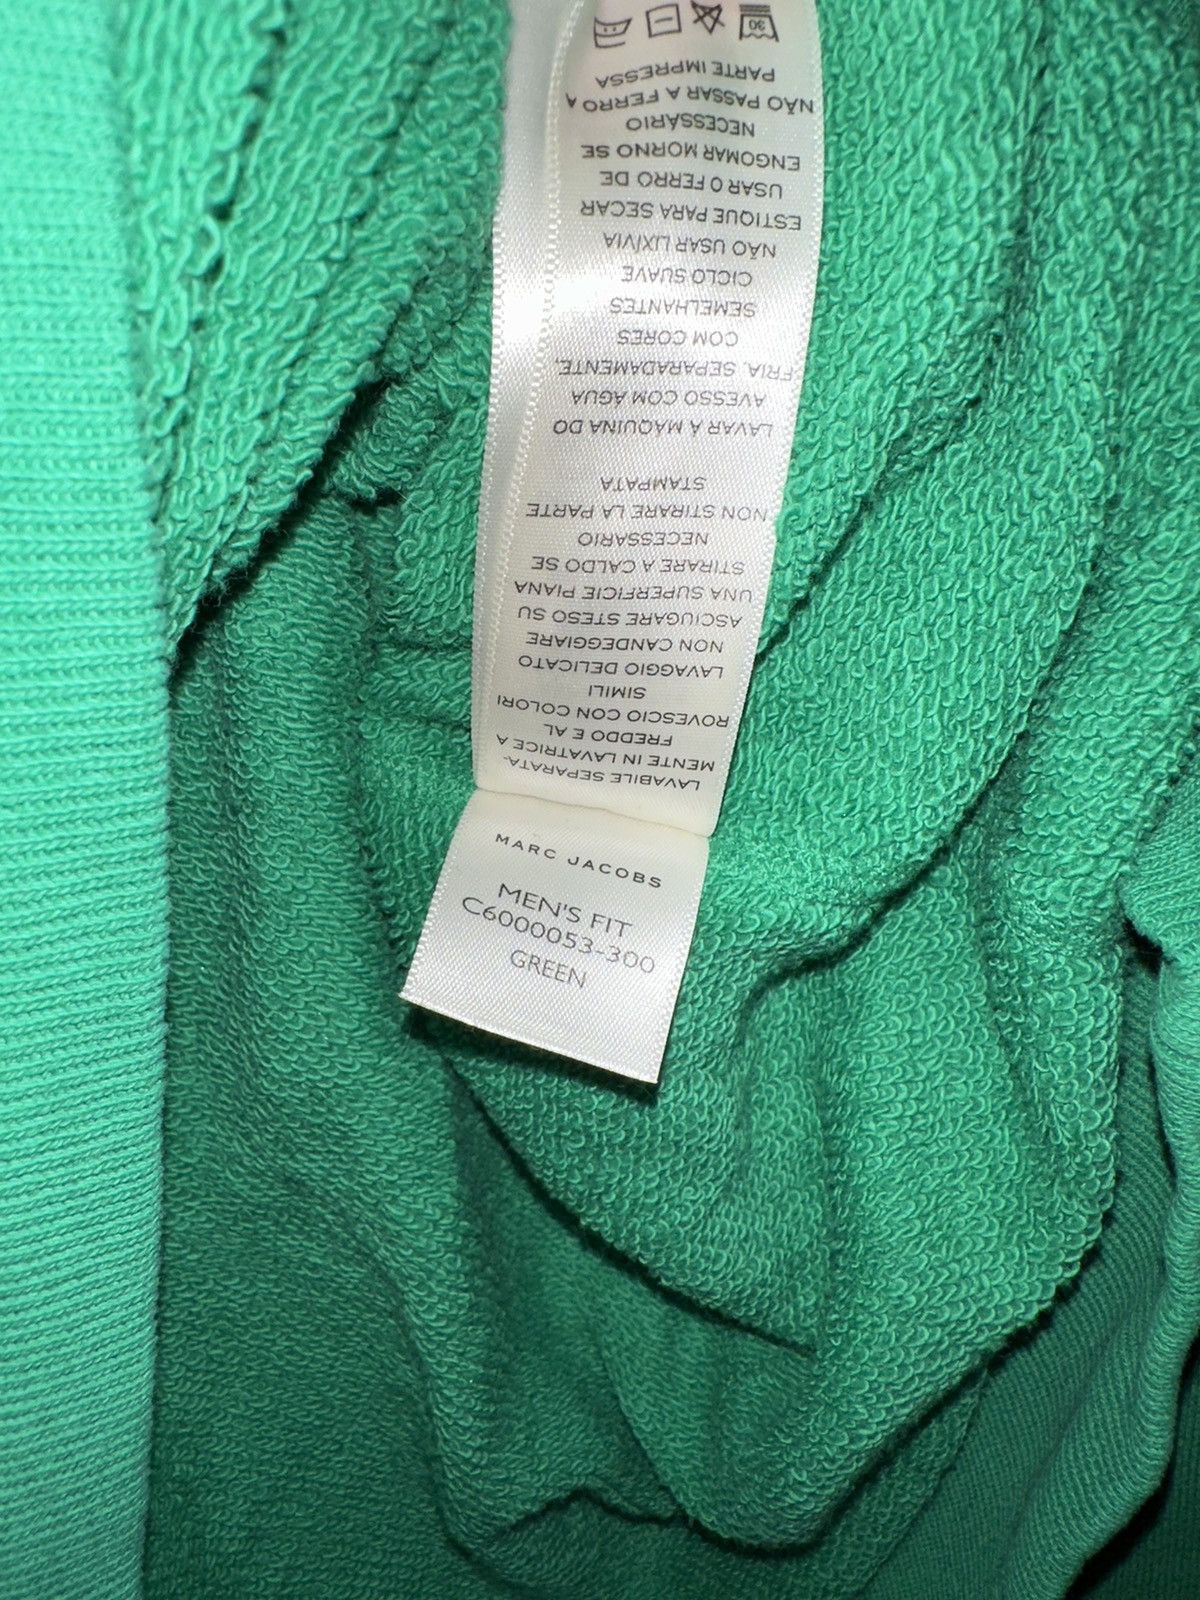 MARC JACOBS
MEN'S FIT
C6000053-300
GREEN
LAVABILE SEPARATA-
MENTE IN LAVATRICE A
FREDDO E AL
ROVESCIO CON COLORI
SIMILI
LAVAGGIO DELICATO
NON CANDEGGIARE
ASCIUGARE STESO SU
UNA SUPERFICIE PIANA
STIRARE A CALDO SE
NECESSARIO
NON STIRARE LA PARTE
STAMPATA
LAVAR À MÁQUINA DO
AVESSO COM ÁGUA
FRIA, SEPARADAMENTE,
COM CORES
SEMELHANTES
CICLO SUAVE
NÃO USAR LIXÍVIA
ESTIQUE PARA SECAR
USAR O FERRO DE
ENGOMAR MORNO SE
NECESSÁRIO
NÃO PASSAR A FERRO A
PARTE IMPRESSA
30